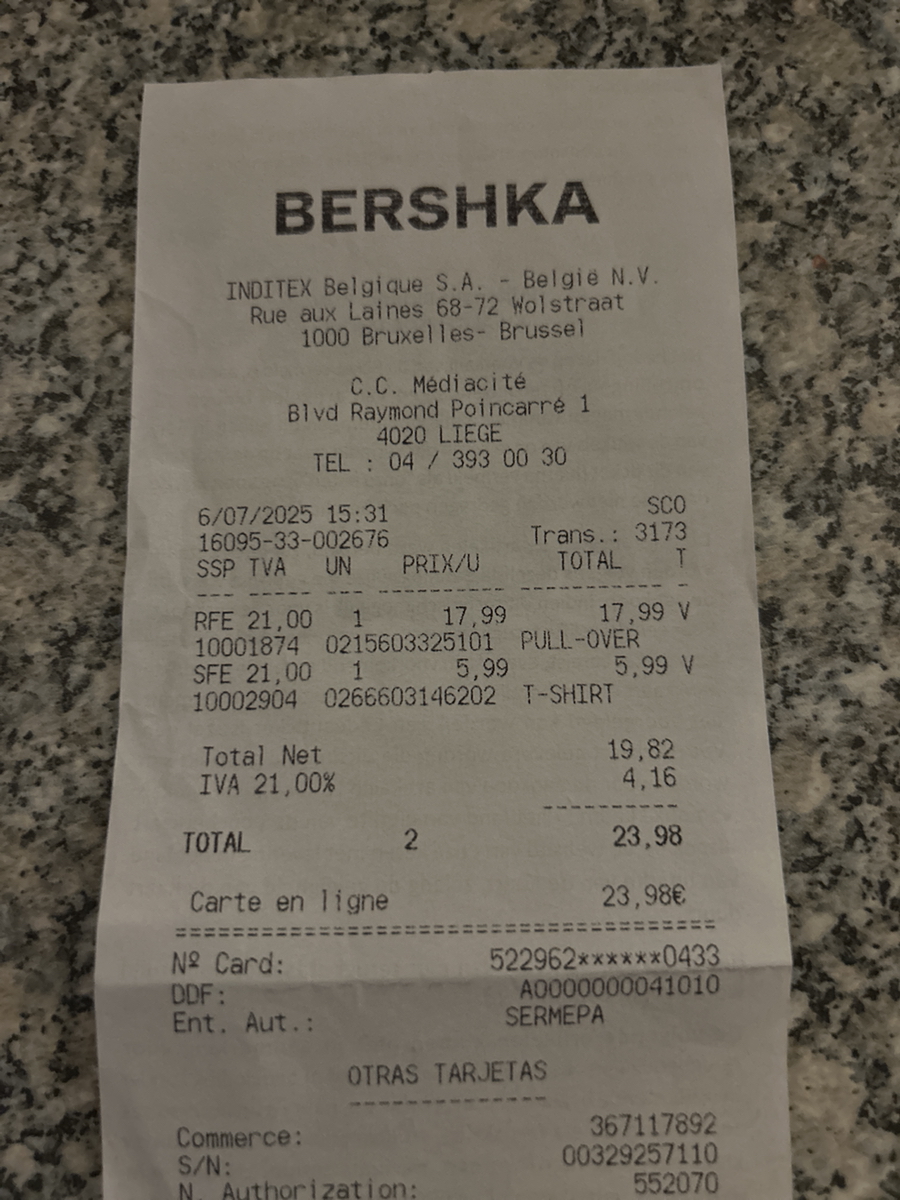 BERSHKA
INDITEX Belgique S.A. - België N.V.
Rue aux Laines 68-72 Wolstraat
1000 Bruxelles- Brussel
C.C. Médiacité
Blvd Raymond Poincarré 1
4020 LIEGE
TEL : 04 / 393 00 30
6/07/2025 15:31 SCO
16095-33-002676 Trans.: 3173
SSP TVA UN PRIX/U TOTAL T
--- --- --- ---------- ----------- -
RFE 21,00 1 17,99 17,99 V
10001874 0215603325101 PULL-OVER
SFE 21,00 1 5,99 5,99 V
10002904 0266603146202 T-SHIRT
Total Net 19,82
IVA 21,00% 4,16
----------
TOTAL 2 23,98
Carte en ligne 23,98€
========================================
Nº Card: 522962******0433
DDF: A0000000041010
Ent. Aut.: SERMEPA
OTRAS TARJETAS
--------------
Commerce: 367117892
S/N: 00329257110
N. Authorization: 552070